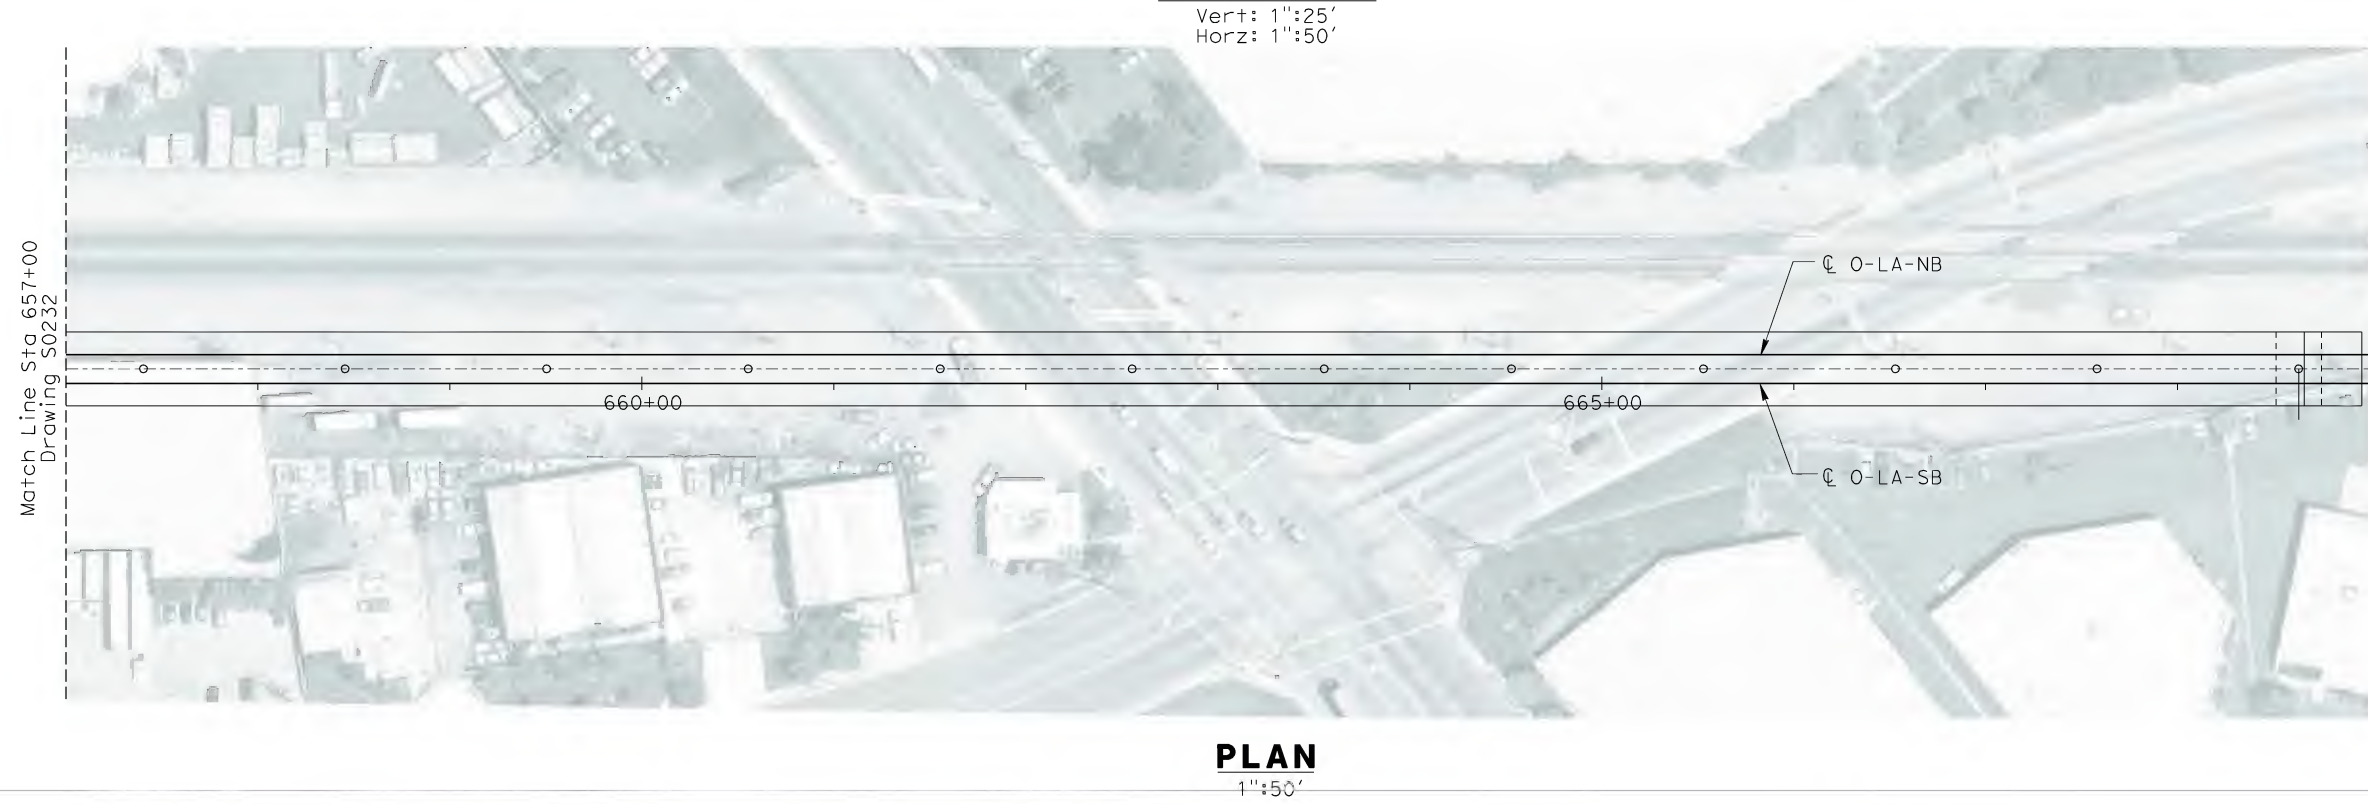 Vert: 1":25'
Horz: 1":50'
Match Line Sta 657+00
Drawing S0232
℄ O-LA-NB
660+00
665+00
℄ O-LA-SB
PLAN
1":50'